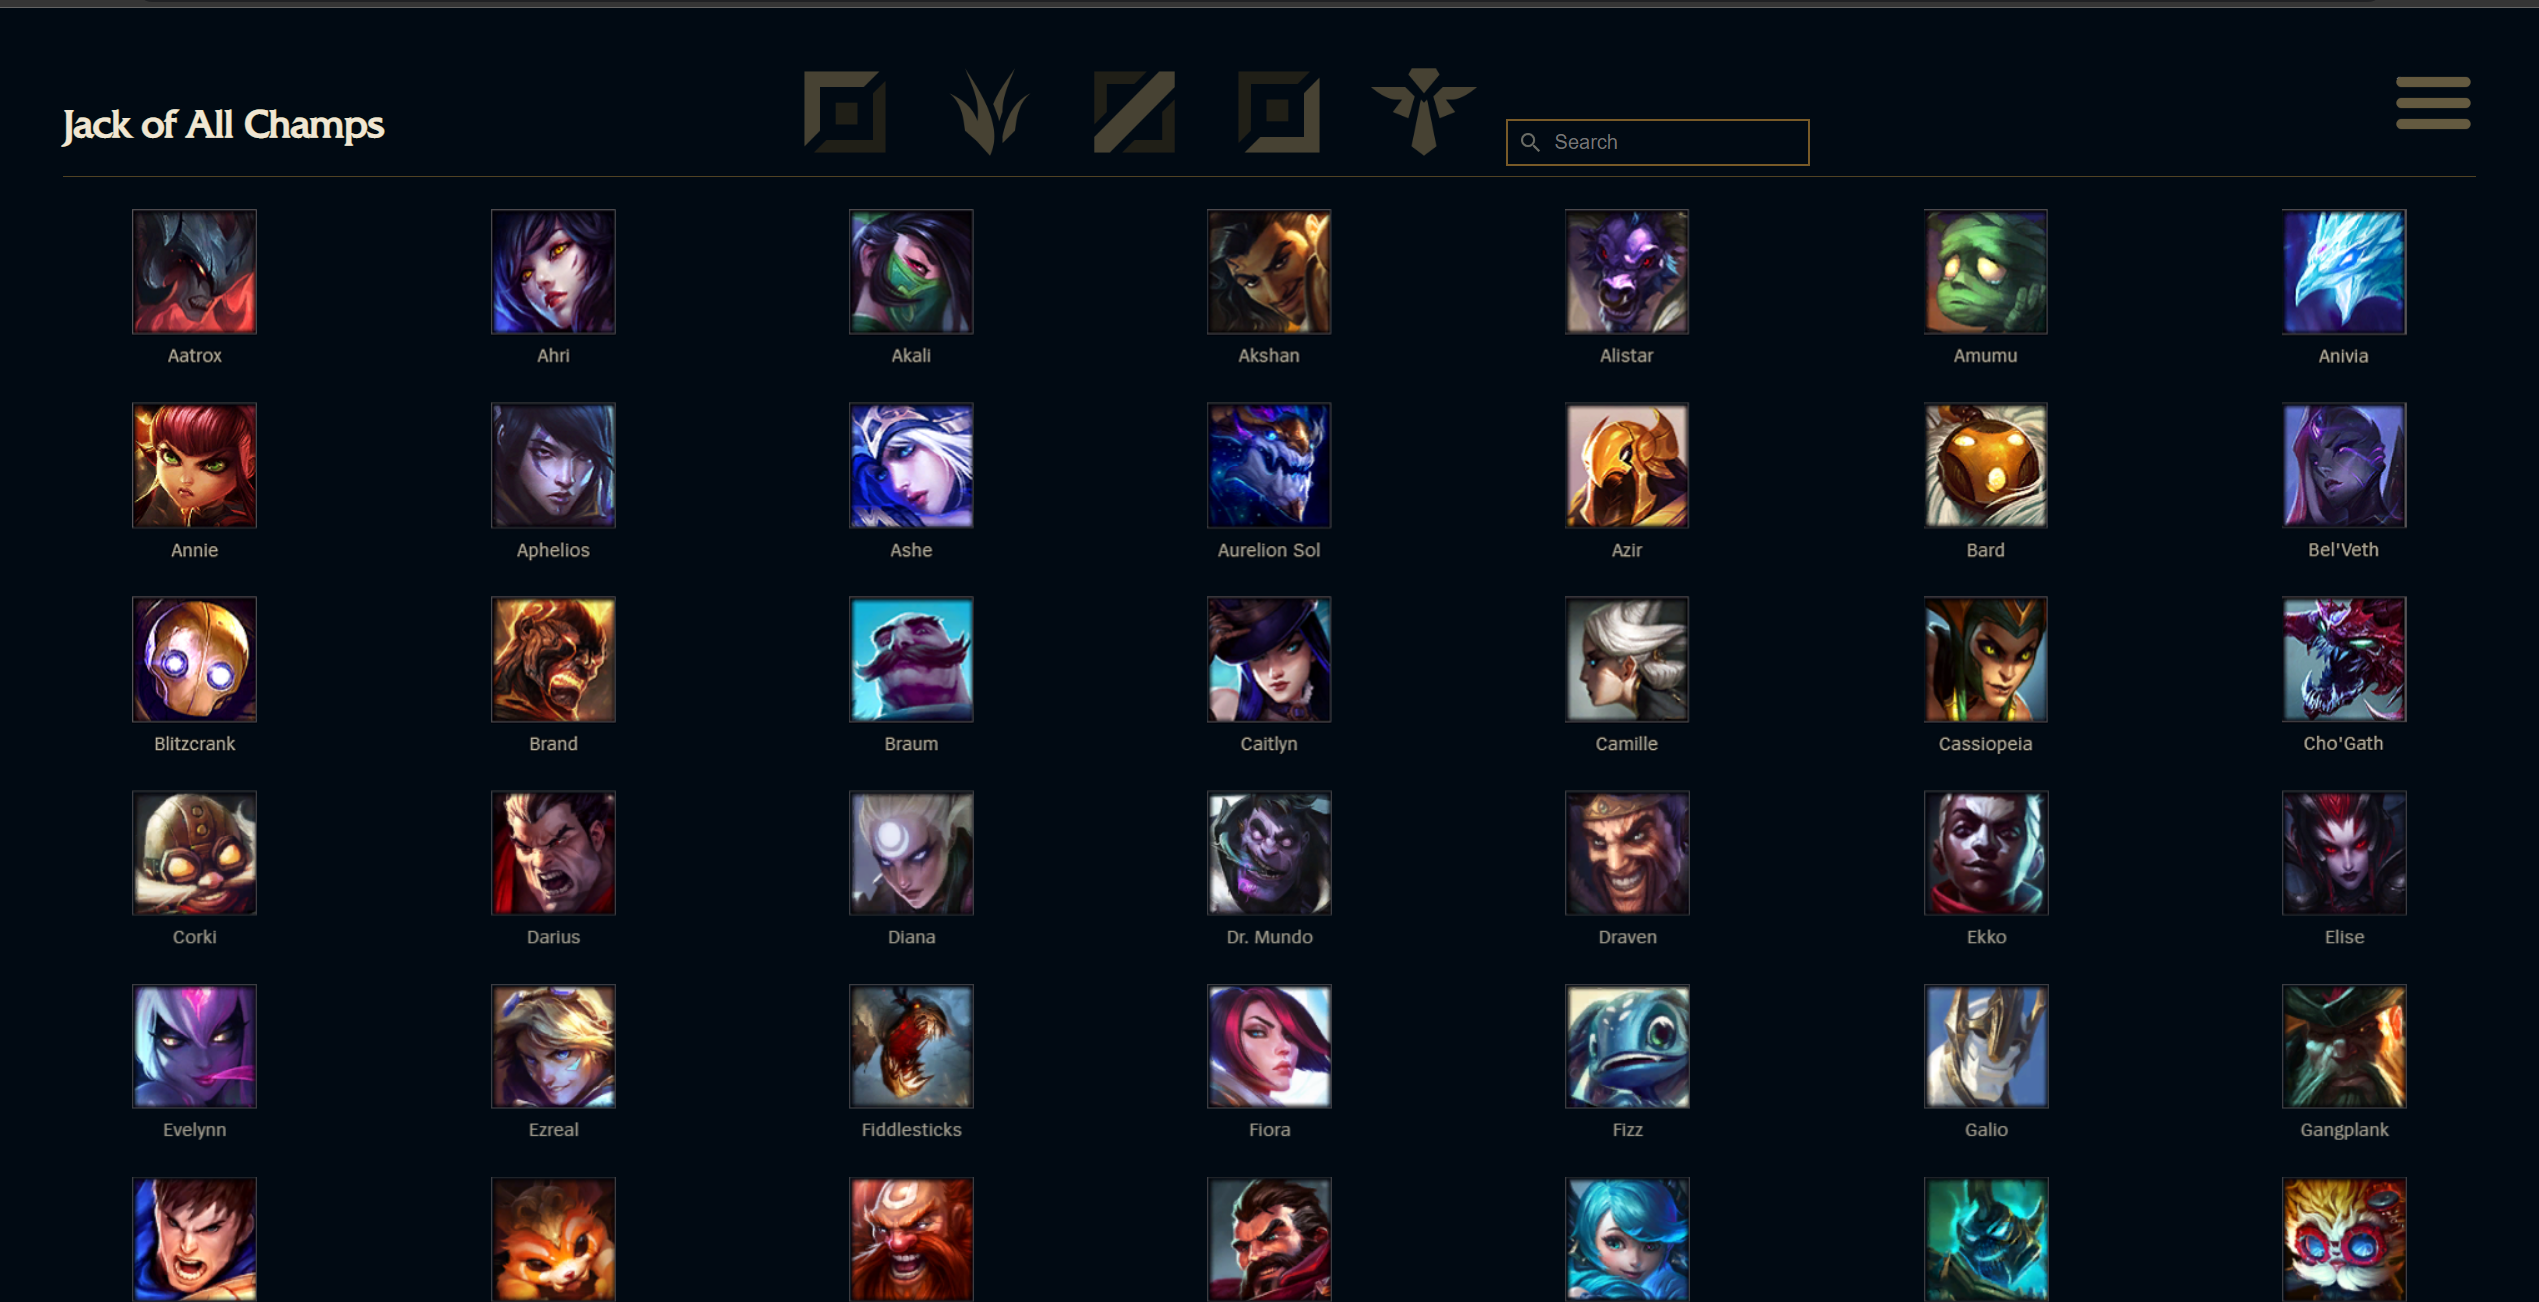 Jack of All Champs
Search
Aatrox Ahri Akali Akshan Alistar Amumu Anivia
Annie Aphelios Ashe Aurelion Sol Azir Bard Bel'Veth
Blitzcrank Brand Braum Caitlyn Camille Cassiopeia Cho'Gath
Corki Darius Diana Dr. Mundo Draven Ekko Elise
Evelynn Ezreal Fiddlesticks Fiora Fizz Galio Gangplank